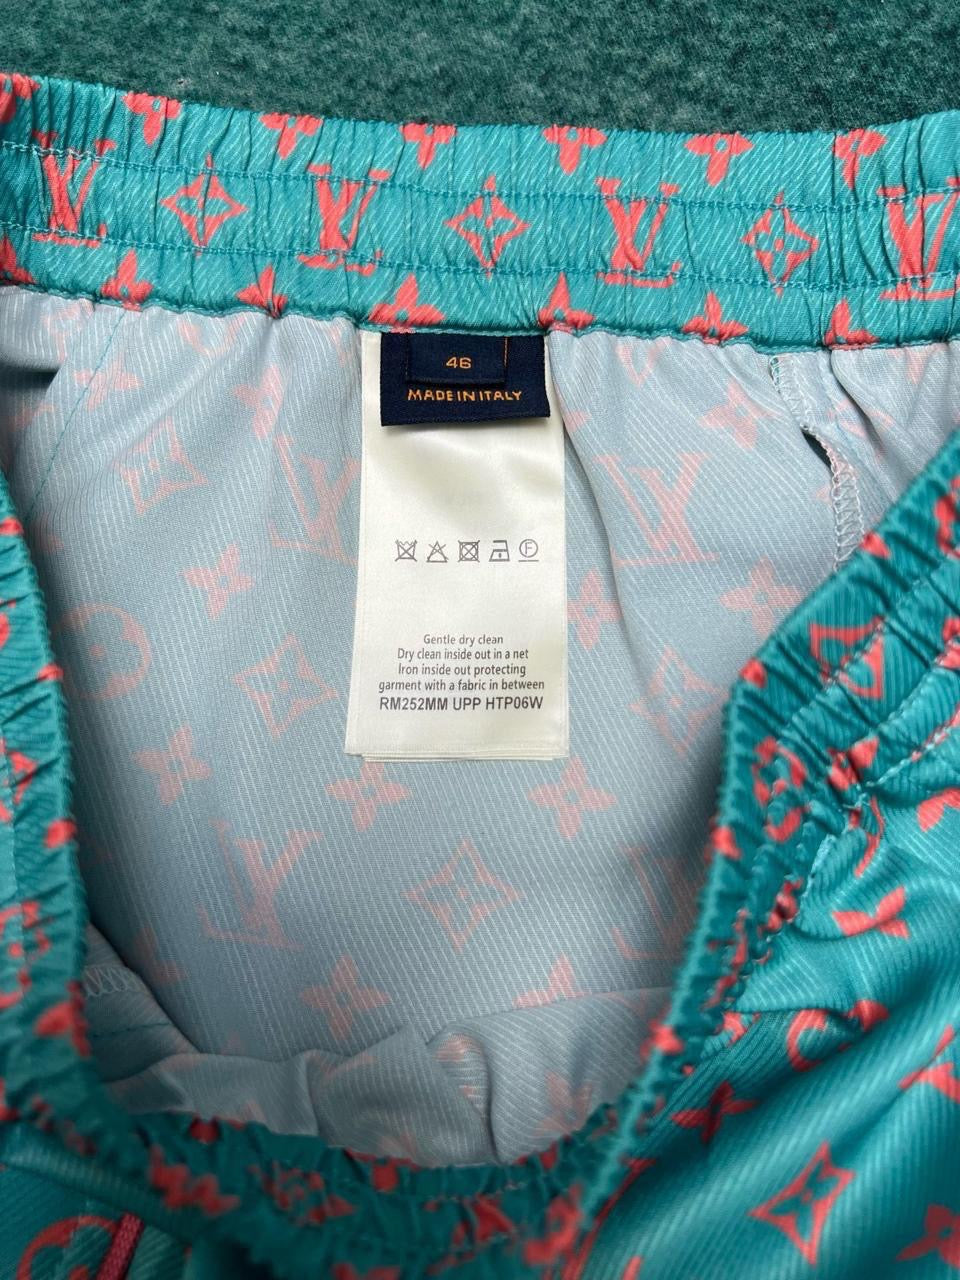 46
MADE IN ITALY
F
Gentle dry clean
Dry clean inside out in a net
Iron inside out protecting
garment with a fabric in between
RM252MM UPP HTP06W